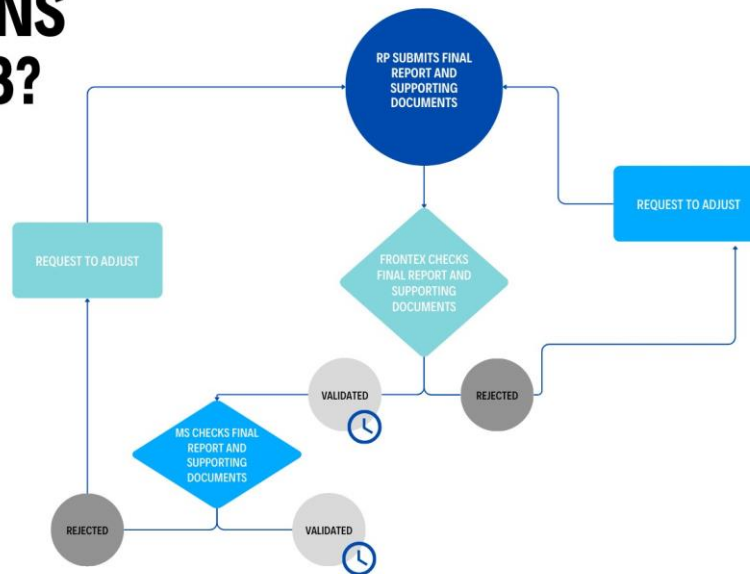 NS
B?
RP SUBMITS FINAL
REPORT AND
SUPPORTING
DOCUMENTS
REQUEST TO ADJUST
REQUEST TO ADJUST
FRONTEX CHECKS
FINAL REPORT AND
SUPPORTING
DOCUMENTS
VALIDATED
REJECTED
MS CHECKS FINAL
REPORT AND
SUPPORTING
DOCUMENTS
REJECTED
VALIDATED